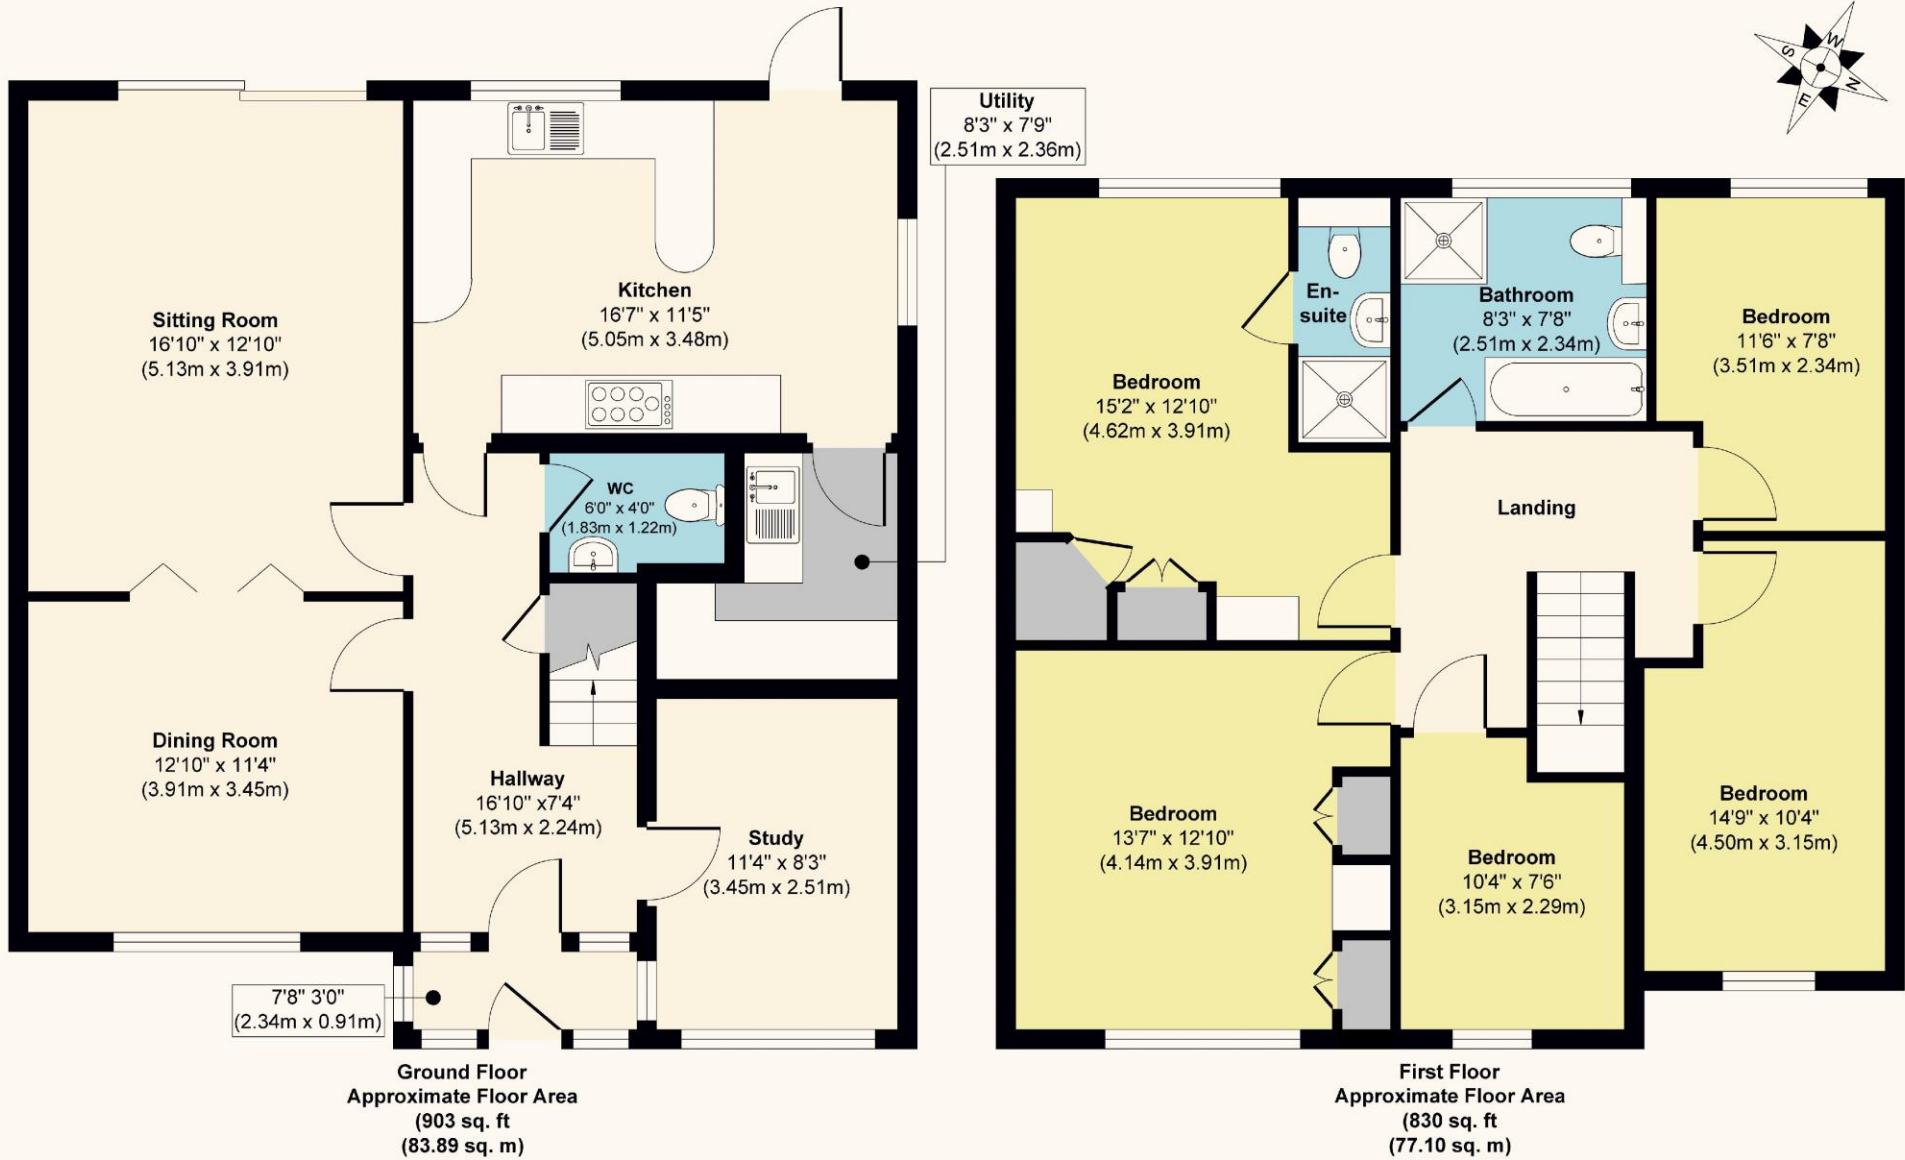 S
W
N
E
Utility
8'3" x 7'9"
(2.51m x 2.36m)
Sitting Room
16'10" x 12'10"
(5.13m x 3.91m)
Kitchen
16'7" x 11'5"
(5.05m x 3.48m)
WC
6'0" x 4'0"
(1.83m x 1.22m)
Dining Room
12'10" x 11'4"
(3.91m x 3.45m)
Hallway
16'10" x7'4"
(5.13m x 2.24m)
Study
11'4" x 8'3"
(3.45m x 2.51m)
7'8" 3'0"
(2.34m x 0.91m)
Ground Floor
Approximate Floor Area
(903 sq. ft
(83.89 sq. m)
Bedroom
15'2" x 12'10"
(4.62m x 3.91m)
En-
suite
Bathroom
8'3" x 7'8"
(2.51m x 2.34m)
Bedroom
11'6" x 7'8"
(3.51m x 2.34m)
Landing
Bedroom
13'7" x 12'10"
(4.14m x 3.91m)
Bedroom
10'4" x 7'6"
(3.15m x 2.29m)
Bedroom
14'9" x 10'4"
(4.50m x 3.15m)
First Floor
Approximate Floor Area
(830 sq. ft
(77.10 sq. m)